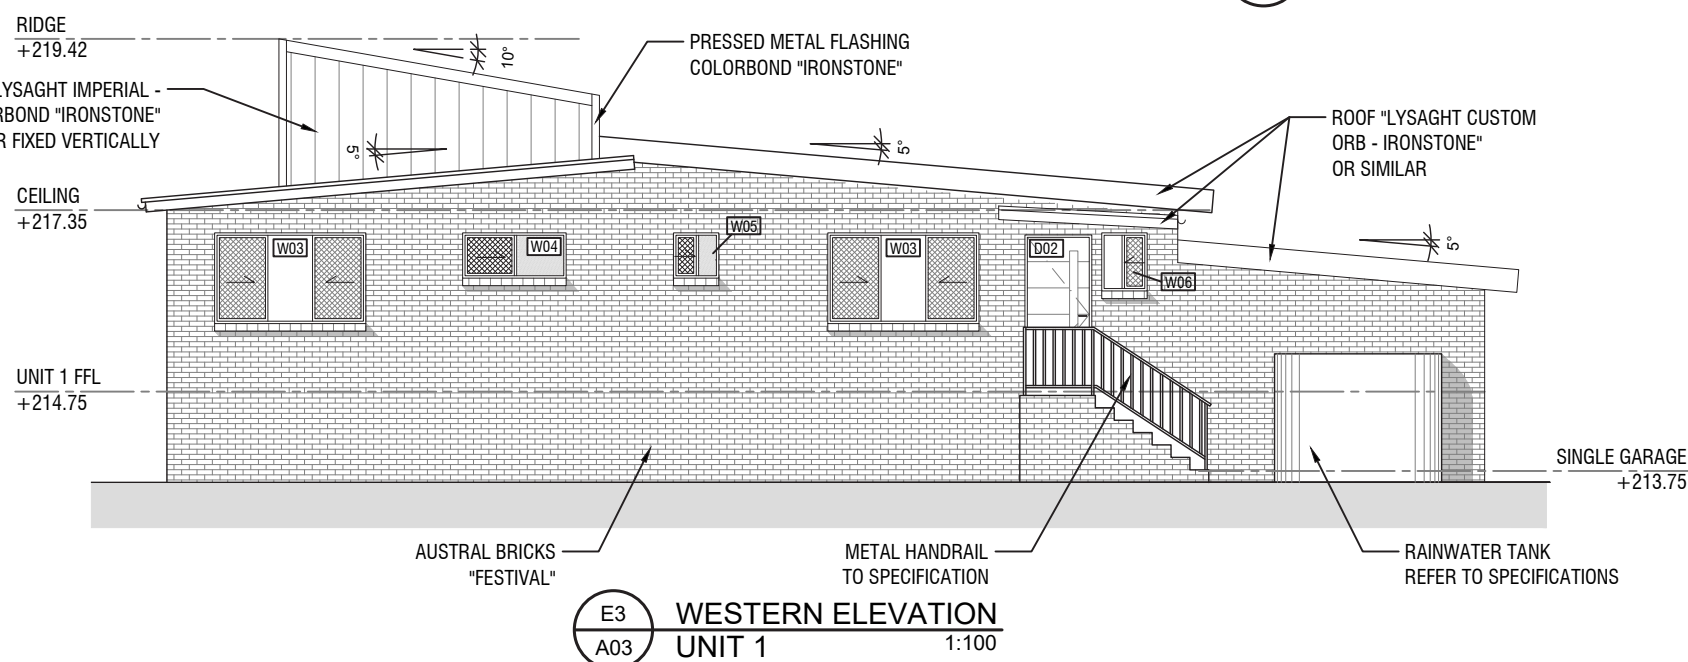 RIDGE
+219.42
10°
PRESSED METAL FLASHING
COLORBOND "IRONSTONE"
LYSAGHT IMPERIAL -
"IRONSTONE"
FIXED VERTICALLY
5°
5°
ROOF "LYSAGHT CUSTOM
ORB - IRONSTONE"
OR SIMILAR
CEILING
+217.35
W03
W04
W05
W03
D02
W06
5°
UNIT 1 FFL
+214.75
SINGLE GARAGE
+213.75
AUSTRAL BRICKS
"FESTIVAL"
METAL HANDRAIL
TO SPECIFICATION
RAINWATER TANK
REFER TO SPECIFICATIONS
E3
A03
WESTERN ELEVATION
UNIT 1
1:100